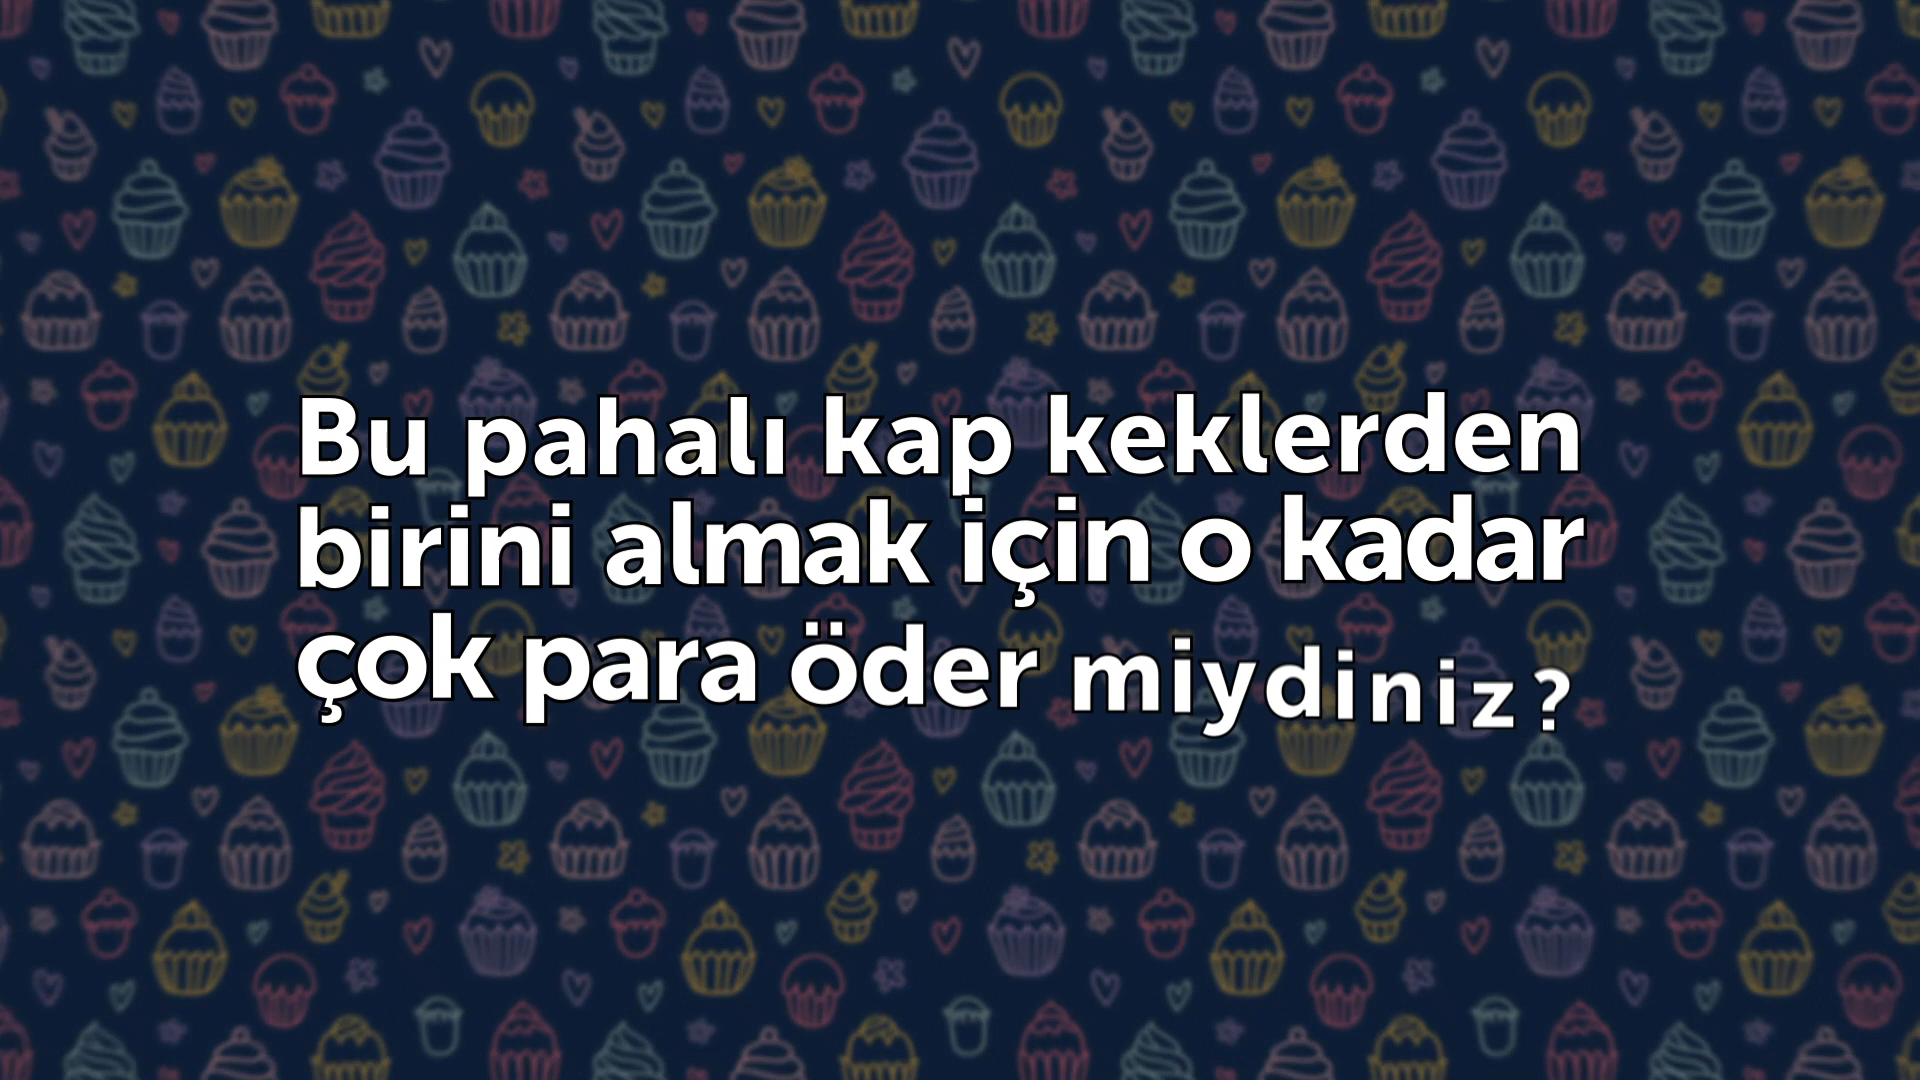 Bu pahalı kap keklerden
birini almak için o kadar
çok para öder miydiniz?